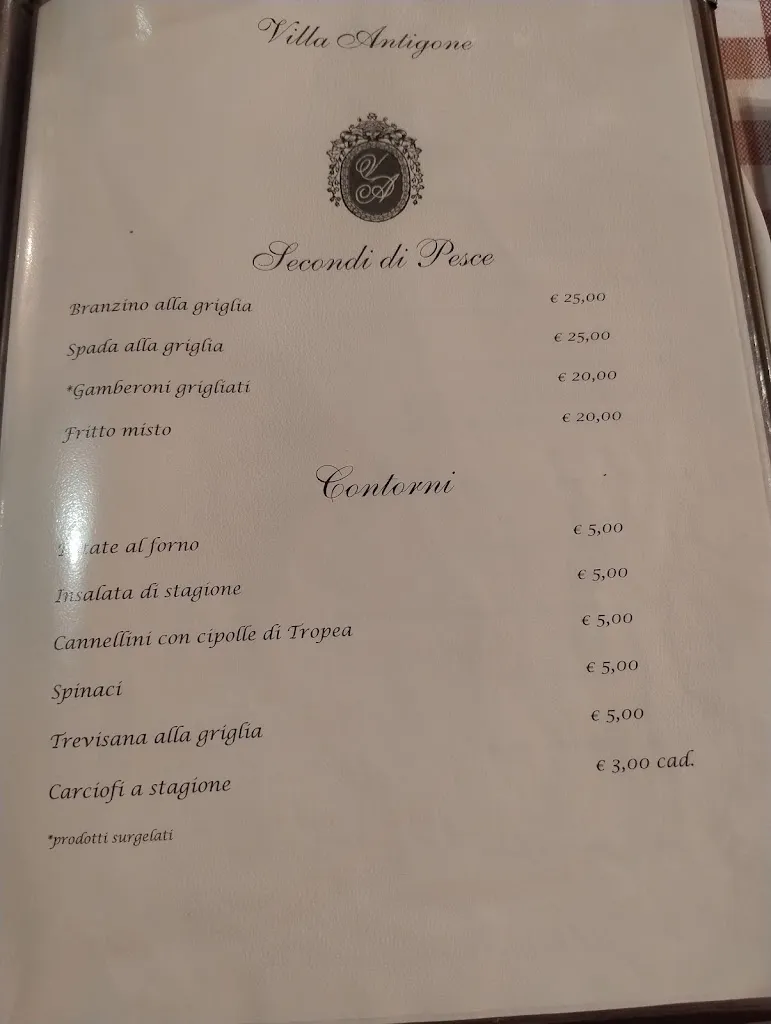 Villa Antigone
VA
Secondi di Pesce
Branzino alla griglia € 25,00
Spada alla griglia € 25,00
*Gamberoni grigliati € 20,00
Fritto misto € 20,00
Contorni
Patate al forno € 5,00
Insalata di stagione € 5,00
Cannellini con cipolle di Tropea € 5,00
Spinaci € 5,00
Trevisana alla griglia € 5,00
Carciofi a stagione € 3,00 cad.
*prodotti surgelati